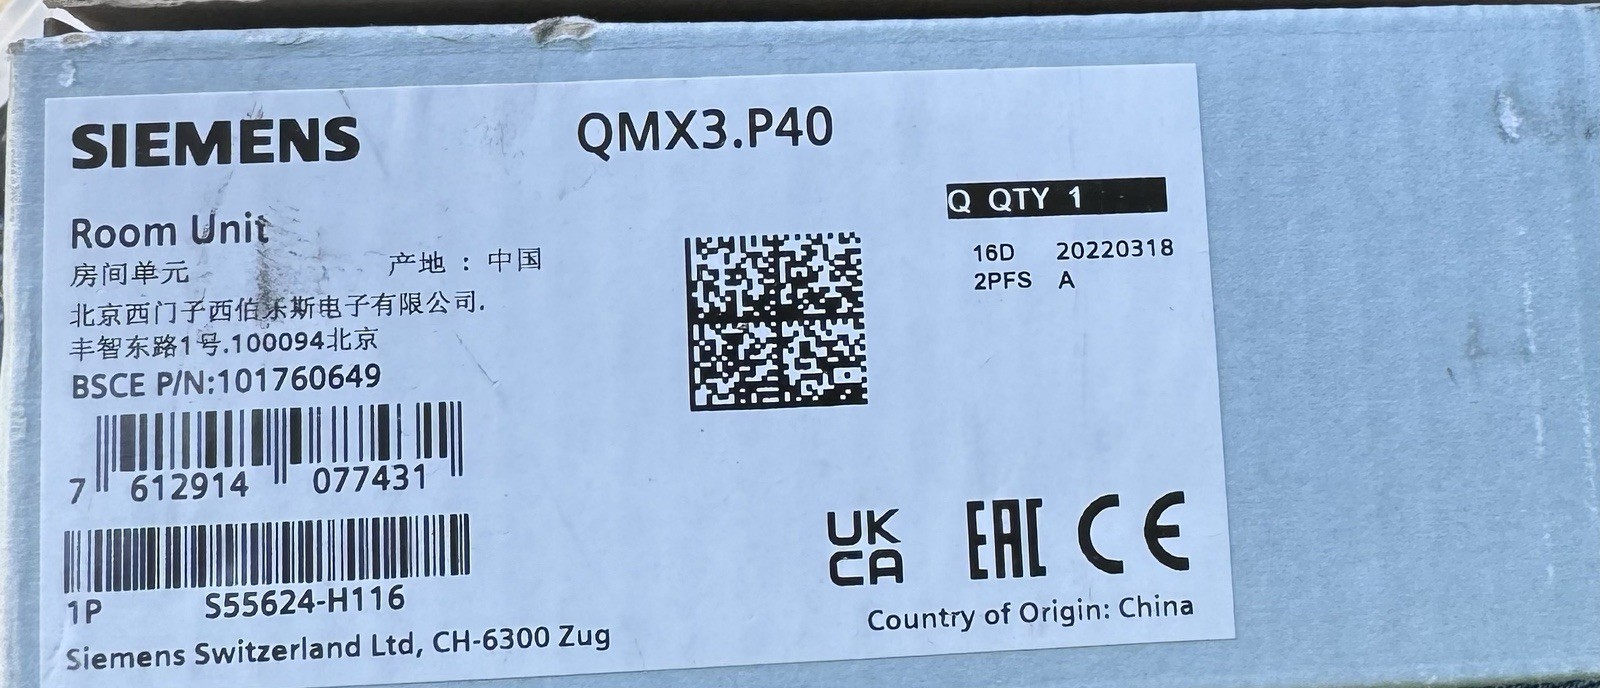 SIEMENS
QMX3.P40
Q QTY 1
Room Unit
房间单元
产地 : 中国
16D 20220318
2PFS A
北京西门子西伯乐斯电子有限公司.
丰智东路1号.100094北京
BSCE P/N:101760649
7 612914 077431
1P S55624-H116
UK
CA
EAC CE
Country of Origin: China
Siemens Switzerland Ltd, CH-6300 Zug